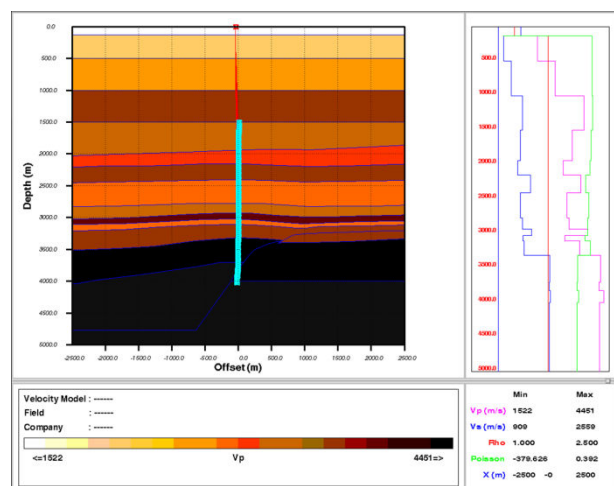 0.0
500.0
1000.0
1500.0
2000.0
2500.0
3000.0
3500.0
4000.0
4500.0
5000.0
Depth (m)
-2500.0 -2000.0 -1500.0 -1000.0 -500.0 0.0 500.0 1000.0 1500.0 2000.0 2500.0
Offset (m)
500.0
1000.0
1500.0
2000.0
2500.0
3000.0
3500.0
4000.0
4500.0
5000.0
Velocity Model : ------
Field : ------
Company : ------
<=1522 Vp 4451=>
Min Max
Vp (m/s) 1522 4451
Vs (m/s) 909 2559
Rho 1.000 2.500
Poisson -379.626 0.392
X (m) -2500 -0 2500